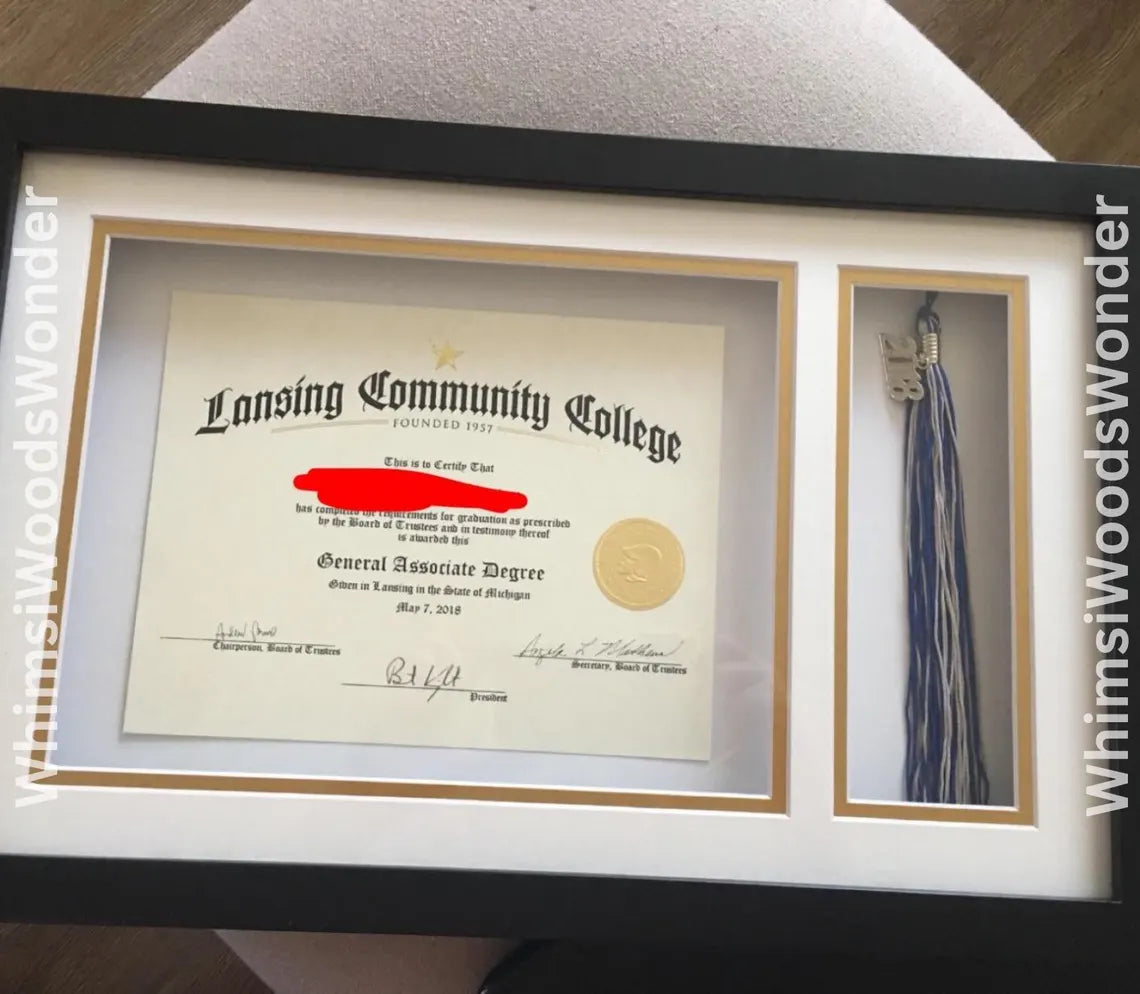 WhimsiWoodsWonder
Lansing Community College
FOUNDED 1957
This is to Certify That
has completed the requirements for graduation as prescribed
by the Board of Trustees and in testimony thereof
is awarded this
General Associate Degree
Given in Lansing in the State of Michigan
May 7, 2018
Chairperson, Board of Trustees
Secretary, Board of Trustees
President
2018
WhimsiWoodsWonder